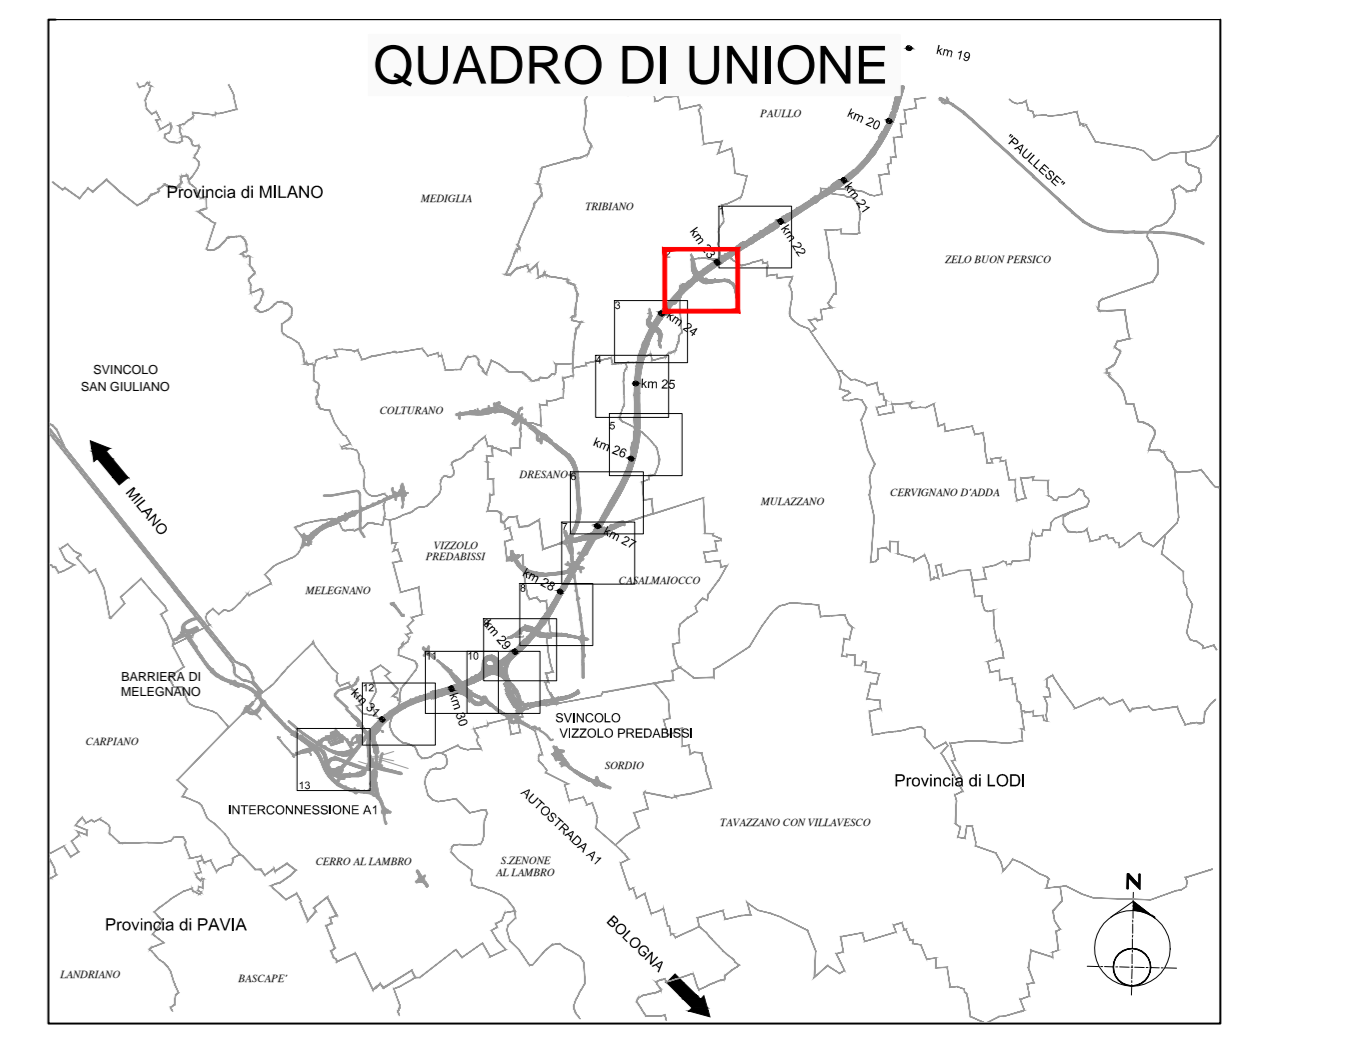 QUADRO DI UNIONE
km 19
PAULLO
km 20
"PAULLESE"
Provincia di MILANO
MEDIGLIA
TRIBIANO
km 21
1
km 22
km 23
2
ZELO BUON PERSICO
3
km 24
SVINCOLO
SAN GIULIANO
4
km 25
COLTURANO
5
km 26
DRESANO
6
MULAZZANO
CERVIGNANO D'ADDA
MILANO
7
km 27
VIZZOLO
PREDABISSI
km 28
CASALMAIOCCO
8
MELEGNANO
9
km 29
11
10
BARRIERA DI
MELEGNANO
12
km 31
km 30
SVINCOLO
VIZZOLO PREDABISSI
CARPIANO
SORDIO
Provincia di LODI
13
INTERCONNESSIONE A1
AUTOSTRADA A1
TAVAZZANO CON VILLAVESCO
CERRO AL LAMBRO
S.ZENONE
AL LAMBRO
N
Provincia di PAVIA
BOLOGNA
LANDRIANO
BASCAPE'